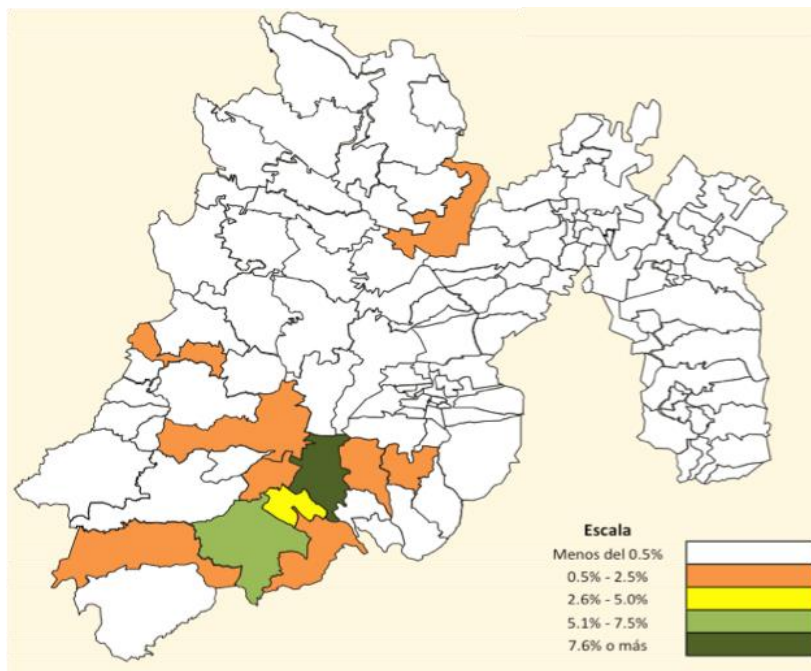 Escala
Menos del 0.5%
0.5% - 2.5%
2.6% - 5.0%
5.1% - 7.5%
7.6% o más